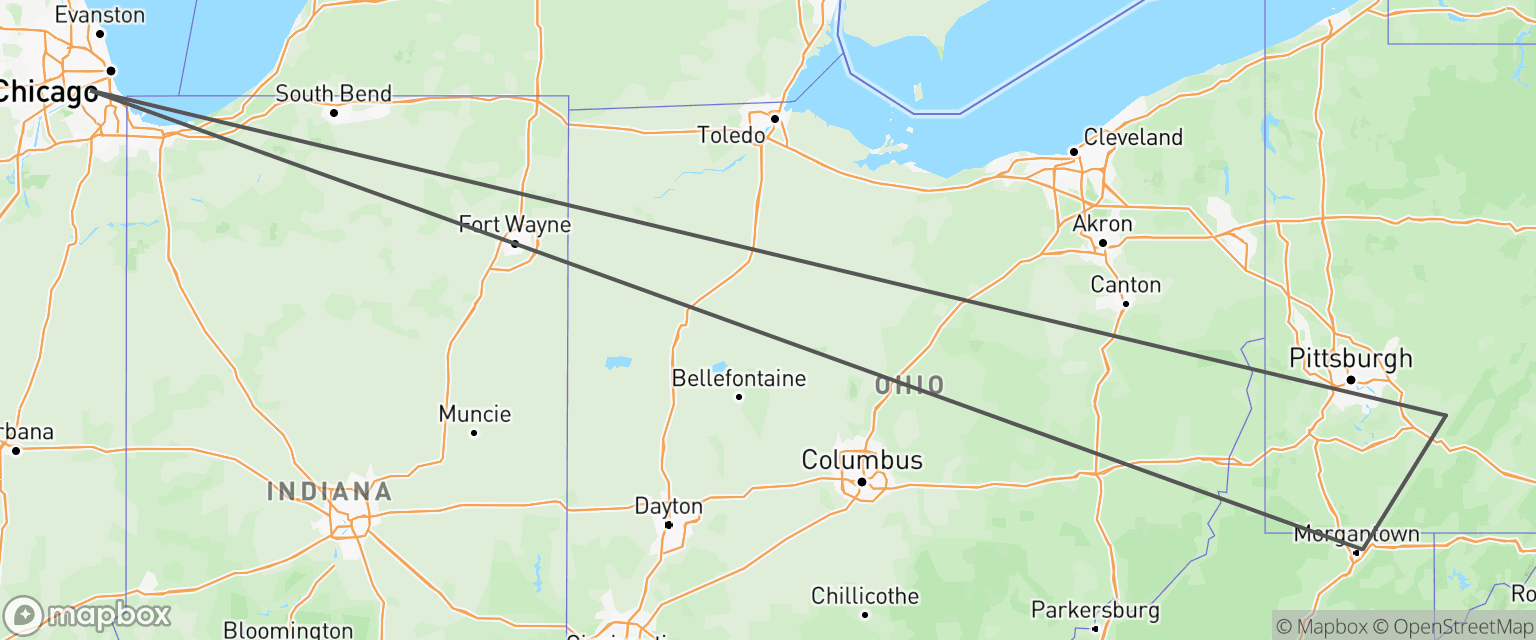 Evanston
Chicago
South Bend
Toledo
Cleveland
Fort Wayne
Akron
Canton
Pittsburgh
Bellefontaine
OHIO
Muncie
rbana
Columbus
INDIANA
Dayton
Morgantown
Chillicothe
Parkersburg
Ro
mapbox
Bloomington
© Mapbox © OpenStreetMap